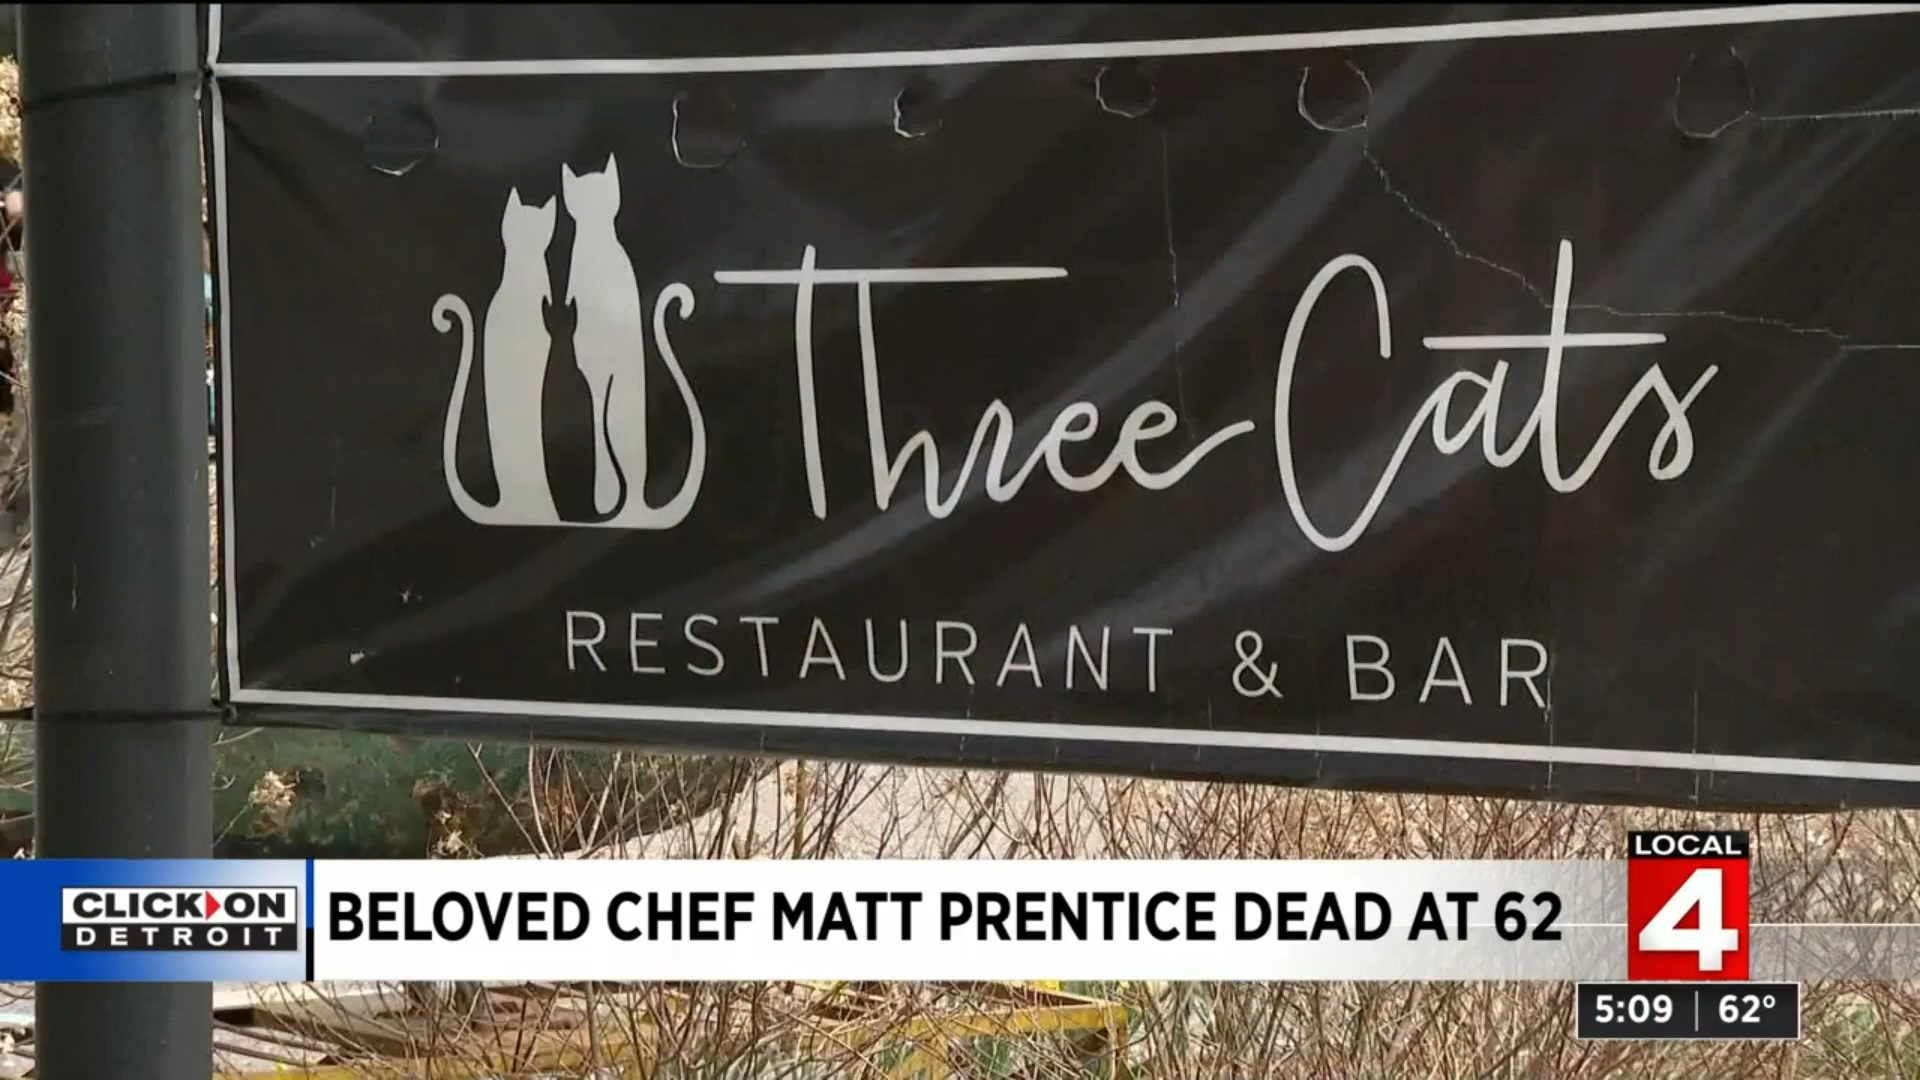 Three Cats
RESTAURANT & BAR
LOCAL
4
CLICK ON
DETROIT
BELOVED CHEF MATT PRENTICE DEAD AT 62
5:09 | 62°